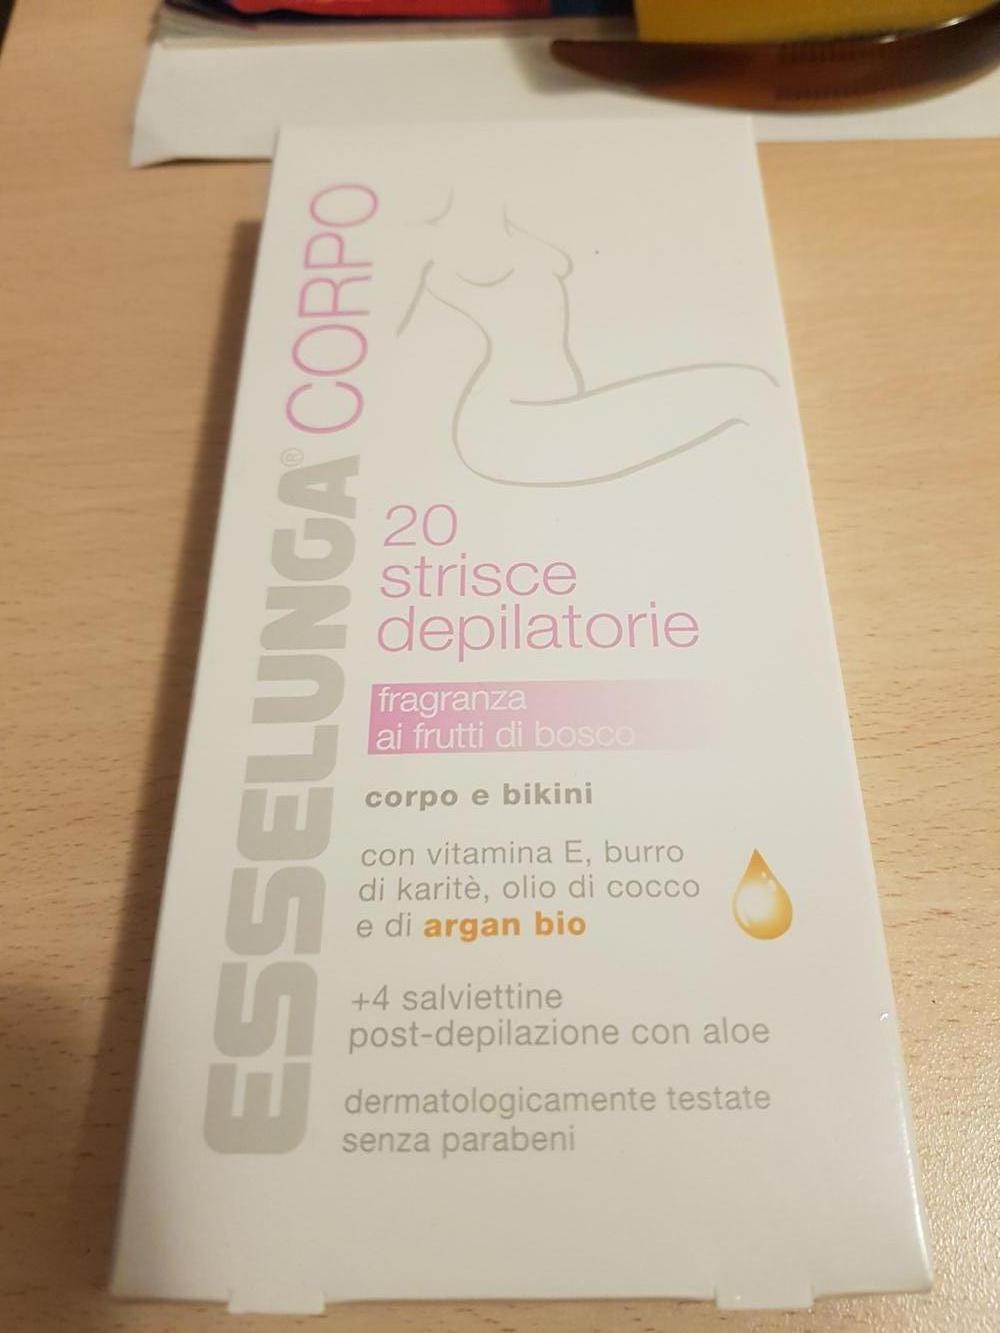 ESSELUNGA® CORPO
20
strisce
depilatorie
fragranza
ai frutti di bosco
corpo e bikini
con vitamina E, burro
di karitè, olio di cocco
e di argan bio
+4 salviettine
post-depilazione con aloe
dermatologicamente testate
senza parabeni